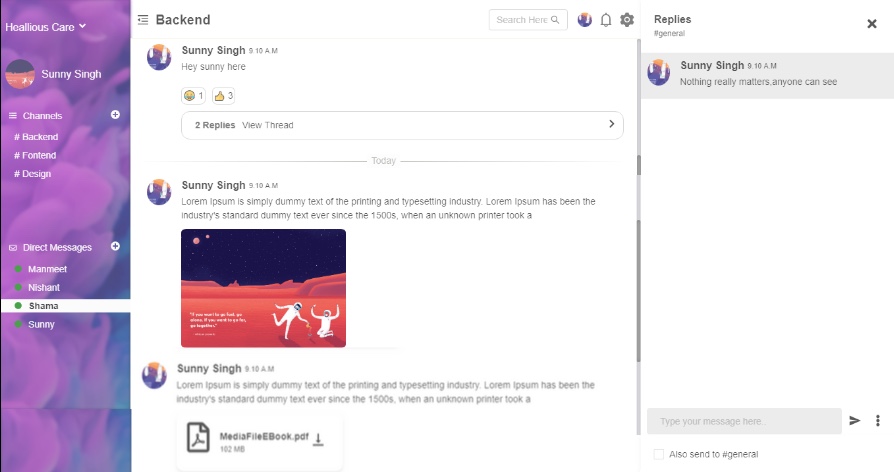 Heallious Care
Sunny Singh
Channels
# Backend
# Fontend
# Design
Direct Messages
Manmeet
Nishant
Shama
Sunny
Backend
Search Here
Sunny Singh 9:10 A.M
Hey sunny here
1
3
2 Replies View Thread
Today
Sunny Singh 9:10 A.M
Lorem Ipsum is simply dummy text of the printing and typesetting industry. Lorem Ipsum has been the
industry's standard dummy text ever since the 1500s, when an unknown printer took a
"If you want to go fast, go
alone. If you want to go far,
go together."
Sunny Singh 9:10 A.M
Lorem Ipsum is simply dummy text of the printing and typesetting industry. Lorem Ipsum has been the
industry's standard dummy text ever since the 1500s, when an unknown printer took a
MediaFileEBook.pdf
102 MB
Replies
#general
Sunny Singh 9:10 A.M
Nothing really matters,anyone can see
Type your message here..
Also send to #general